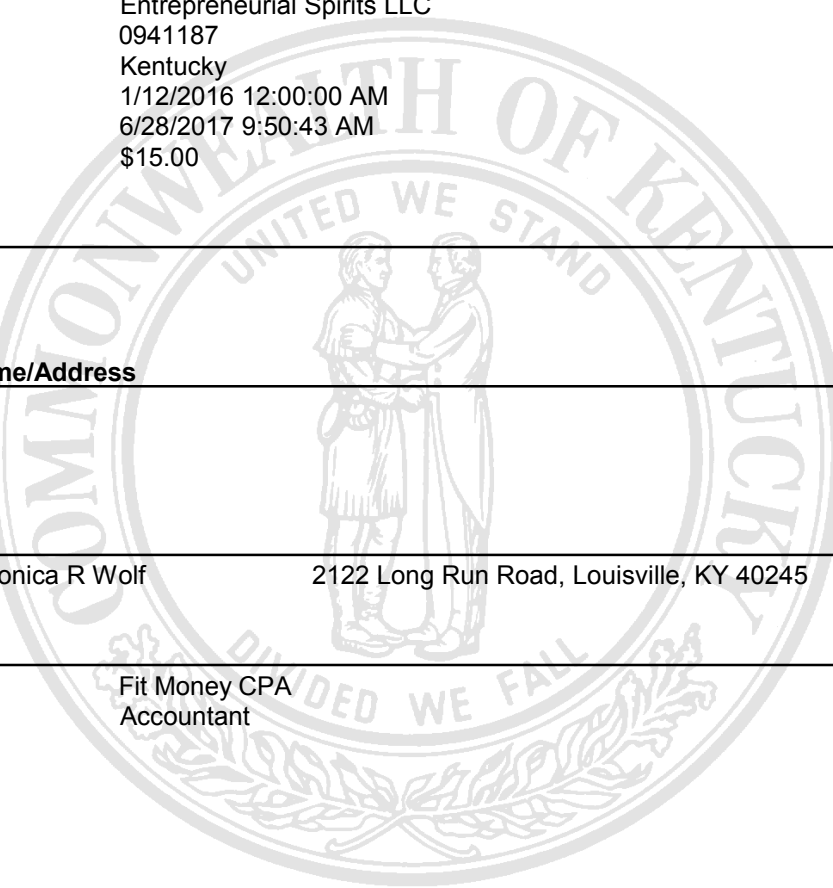 Entrepreneurial Spirits LLC
0941187
Kentucky
1/12/2016 12:00:00 AM
6/28/2017 9:50:43 AM
$15.00
me/Address
onica R Wolf 2122 Long Run Road, Louisville, KY 40245
Fit Money CPA
Accountant
COMMONWEALTH OF KENTUCKY
UNITED WE STAND
DIVIDED WE FALL